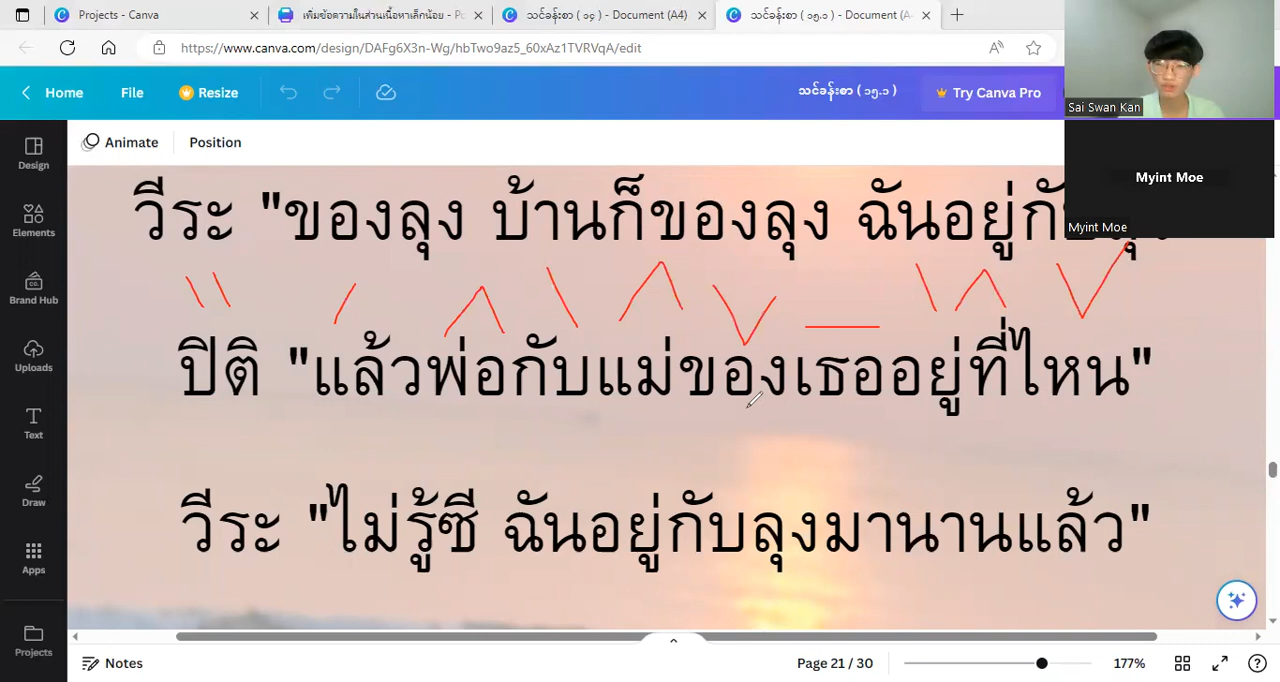 Projects - Canva
เพิ่มข้อความในส่วนเนื้อหาเล็กน้อย - Po
သင်ခန်းစာ ( ၁၄ ) - Document (A4)
သင်ခန်းစာ ( ၁၅.၁ ) - Document (A
https://www.canva.com/design/DAFg6X3n-Wg/hbTwo9az5_60xAz1TVRVqA/edit
Home
File
Resize
သင်ခန်းစာ ( ၁၅.၁ )
Try Canva Pro
Sai Swan Kan
Myint Moe
Myint Moe
Animate
Position
Design
Elements
Brand Hub
Uploads
Text
Draw
Apps
Projects
วีระ "ของลุง บ้านก็ของลุง ฉันอยู่กับลุง
ปิติ "แล้วพ่อกับแม่ของเธออยู่ที่ไหน"
วีระ "ไม่รู้ซี ฉันอยู่กับลุงมานานแล้ว"
Notes
Page 21 / 30
177%